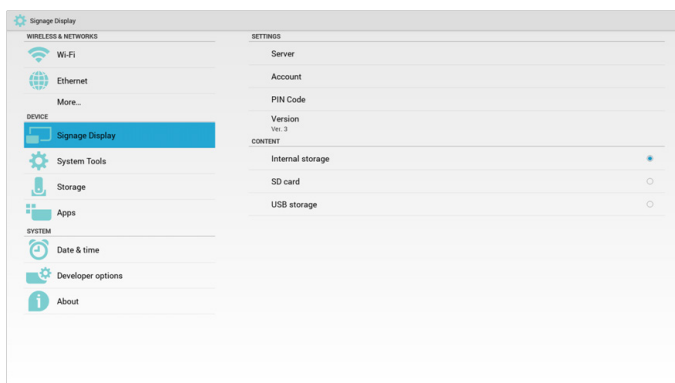 Signage Display
WIRELESS & NETWORKS
Wi-Fi
Ethernet
More...
DEVICE
Signage Display
System Tools
Storage
Apps
SYSTEM
Date & time
Developer options
About
SETTINGS
Server
Account
PIN Code
Version
Ver. 3
CONTENT
Internal storage
SD card
USB storage